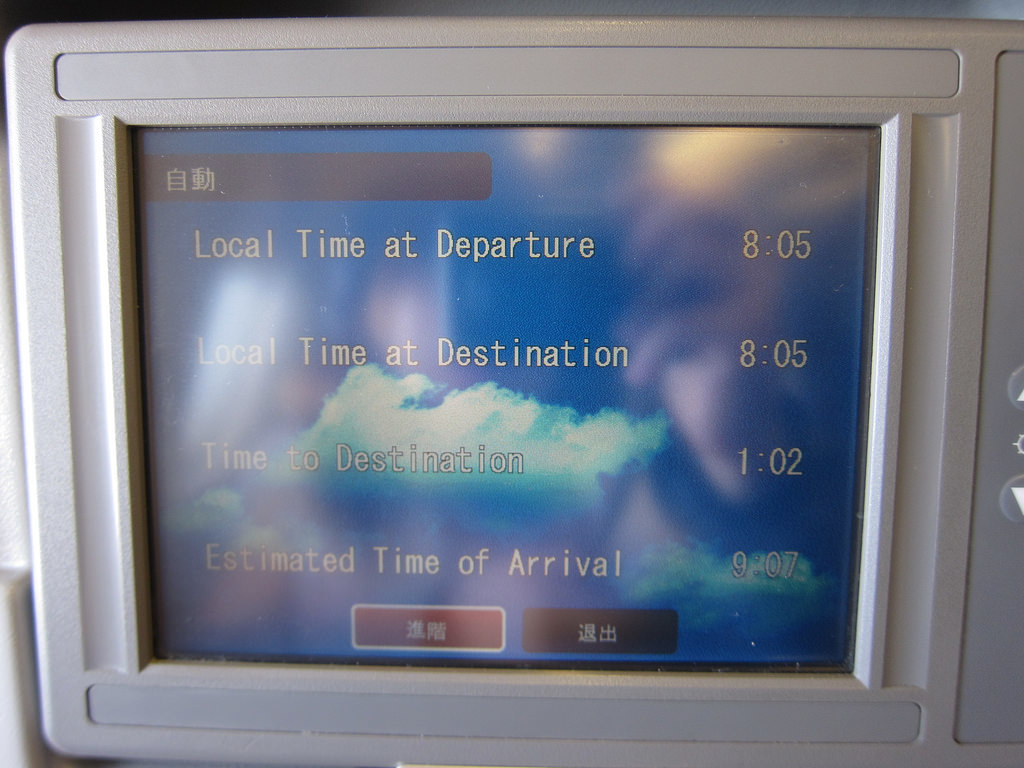 自動
Local Time at Departure 8:05
Local Time at Destination 8:05
Time to Destination 1:02
Estimated Time of Arrival 9:07
進階 退出